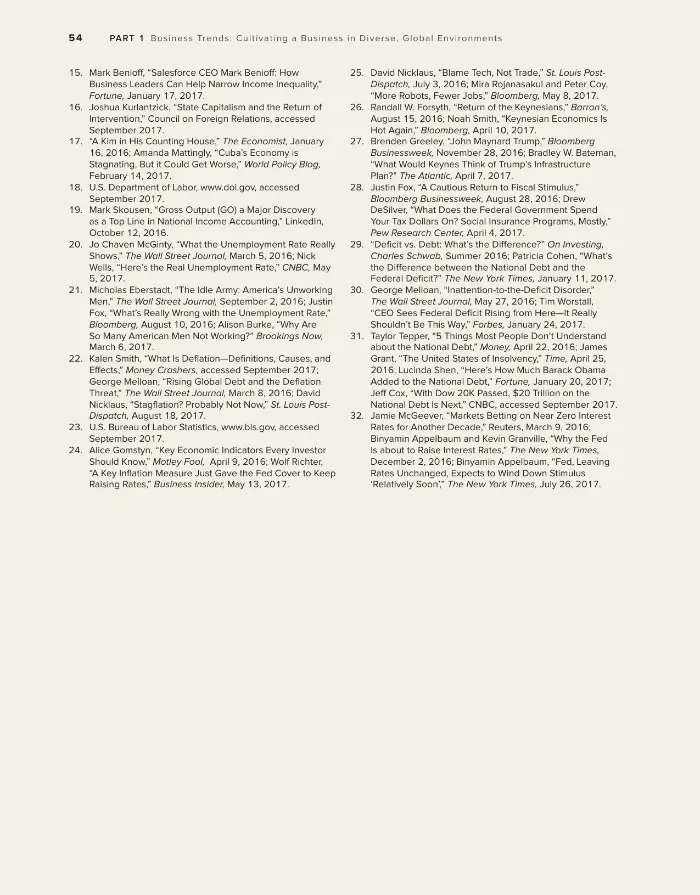 54 PART 1 Business Trends: Cultivating a Business in Diverse, Global Environments
15. Mark Benioff, “Salesforce CEO Mark Benioff: How
Business Leaders Can Help Narrow Income Inequality,”
Fortune, January 17, 2017.
16. Joshua Kurlantzick, “State Capitalism and the Return of
Intervention,” Council on Foreign Relations, accessed
September 2017.
17. “A Kim in His Counting House,” The Economist, January
16, 2016; Amanda Mattingly, “Cuba’s Economy is
Stagnating, But it Could Get Worse,” World Policy Blog,
February 14, 2017.
18. U.S. Department of Labor, www.dol.gov, accessed
September 2017.
19. Mark Skousen, “Gross Output (GO) a Major Discovery
as a Top Line in National Income Accounting,” LinkedIn,
October 12, 2016.
20. Jo Chaven McGinty, “What the Unemployment Rate Really
Shows,” The Wall Street Journal, March 5, 2016; Nick
Wells, “Here’s the Real Unemployment Rate,” CNBC, May
5, 2017.
21. Micholas Eberstadt, “The Idle Army: America’s Unworking
Men,” The Wall Street Journal, September 2, 2016; Justin
Fox, “What’s Really Wrong with the Unemployment Rate,”
Bloomberg, August 10, 2016; Alison Burke, “Why Are
So Many American Men Not Working?” Brookings Now,
March 6, 2017.
22. Kalen Smith, “What Is Deflation—Definitions, Causes, and
Effects,” Money Crashers, accessed September 2017;
George Melloan, “Rising Global Debt and the Deflation
Threat,” The Wall Street Journal, March 8, 2016; David
Nicklaus, “Stagflation? Probably Not Now,” St. Louis Post-
Dispatch, August 18, 2017.
23. U.S. Bureau of Labor Statistics, www.bls.gov, accessed
September 2017.
24. Alice Gomstyn, “Key Economic Indicators Every Investor
Should Know,” Motley Fool, April 9, 2016; Wolf Richter,
“A Key Inflation Measure Just Gave the Fed Cover to Keep
Raising Rates,” Business Insider, May 13, 2017.
25. David Nicklaus, “Blame Tech, Not Trade,” St. Louis Post-
Dispatch, July 3, 2016; Mira Rojanasakul and Peter Coy,
“More Robots, Fewer Jobs,” Bloomberg, May 8, 2017.
26. Randall W. Forsyth, “Return of the Keynesians,” Barron’s,
August 15, 2016; Noah Smith, “Keynesian Economics Is
Hot Again,” Bloomberg, April 10, 2017.
27. Brenden Greeley, “John Maynard Trump,” Bloomberg
Businessweek, November 28, 2016; Bradley W. Bateman,
“What Would Keynes Think of Trump’s Infrastructure
Plan?” The Atlantic, April 7, 2017.
28. Justin Fox, “A Cautious Return to Fiscal Stimulus,”
Bloomberg Businessweek, August 28, 2016; Drew
DeSilver, “What Does the Federal Government Spend
Your Tax Dollars On? Social Insurance Programs, Mostly,”
Pew Research Center, April 4, 2017.
29. “Deficit vs. Debt: What’s the Difference?” On Investing,
Charles Schwab, Summer 2016; Patricia Cohen, “What’s
the Difference between the National Debt and the
Federal Deficit?” The New York Times, January 11, 2017.
30. George Melloan, “Inattention-to-the-Deficit Disorder,”
The Wall Street Journal, May 27, 2016; Tim Worstall,
“CEO Sees Federal Deficit Rising from Here—It Really
Shouldn’t Be This Way,” Forbes, January 24, 2017.
31. Taylor Tepper, “5 Things Most People Don’t Understand
about the National Debt,” Money, April 22, 2016; James
Grant, “The United States of Insolvency,” Time, April 25,
2016; Lucinda Shen, “Here’s How Much Barack Obama
Added to the National Debt,” Fortune, January 20, 2017;
Jeff Cox, “With Dow 20K Passed, $20 Trillion on the
National Debt Is Next,” CNBC, accessed September 2017.
32. Jamie McGeever, “Markets Betting on Near Zero Interest
Rates for Another Decade,” Reuters, March 9, 2016;
Binyamin Appelbaum and Kevin Granville, “Why the Fed
Is about to Raise Interest Rates,” The New York Times,
December 2, 2016; Binyamin Appelbaum, “Fed, Leaving
Rates Unchanged, Expects to Wind Down Stimulus
‘Relatively Soon’,” The New York Times, July 26, 2017.